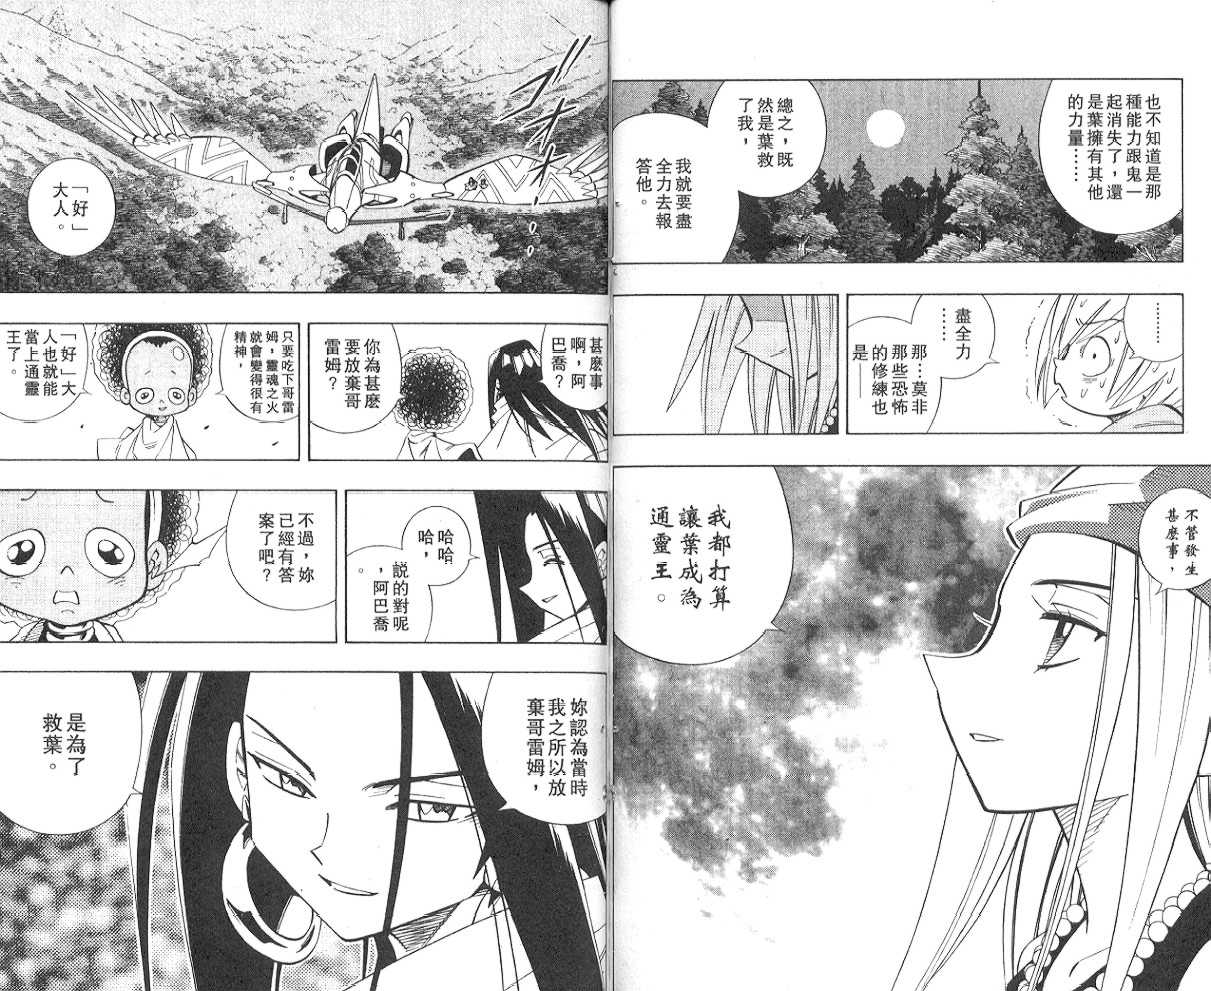 也不知道是那
種能力跟鬼一
起消失了，還
是葉擁有其他
的力量……
總之，既
然是葉救
了我，
我就要盡
全力去報
答他。
………
盡全力
……
那…莫非
那些恐怖
的修練也
是——
不管發生
甚麼事，
我都打算
讓葉成為
通靈王。
「好」
大人。
甚麼事
啊，阿
巴喬？
你為甚麼
要放棄哥
雷姆？
只要吃下哥雷
姆，靈魂之火
就會變得很有
精神，
「好」大
人也就能
當上通靈
王了。
哈哈
哈，
説的對呢
，阿巴喬
。
不過，妳
已經有答
案了吧？
妳認為當時
我之所以放
棄哥雷姆，
是為了
救葉。